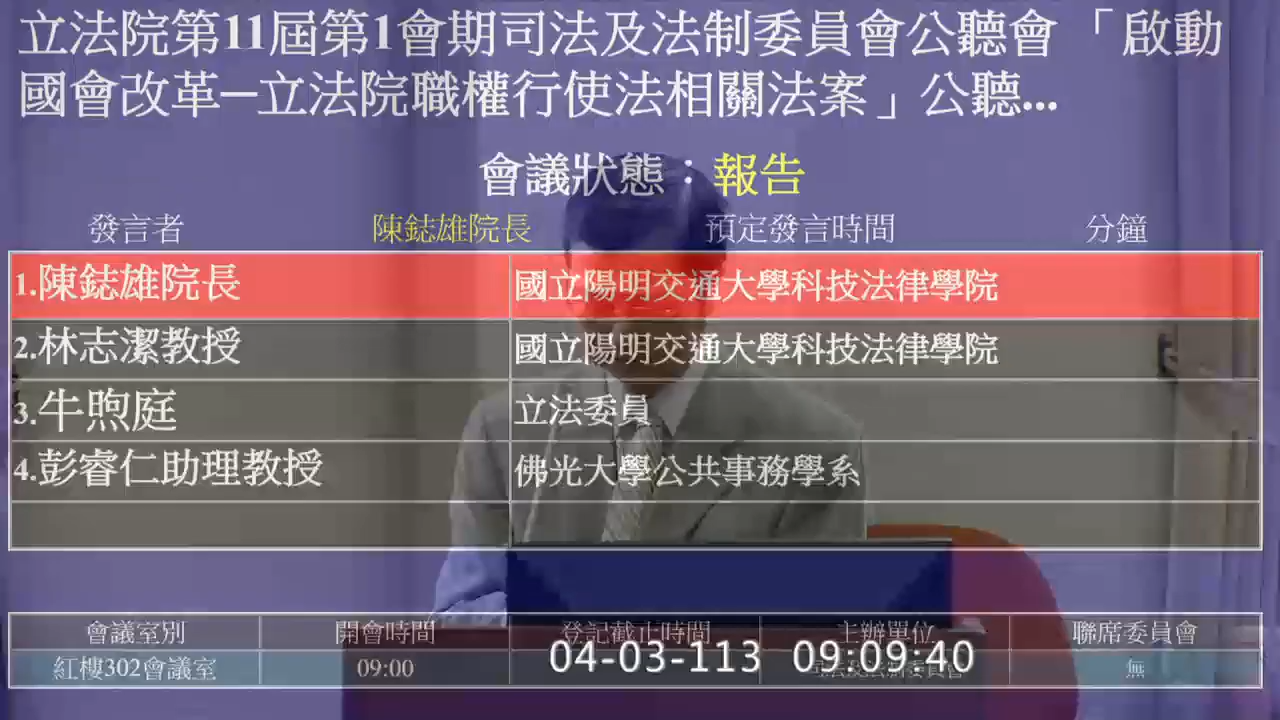 立法院第11屆第1會期司法及法制委員會公聽會 「啟動
國會改革─立法院職權行使法相關法案」公聽...
會議狀態：報告
發言者 陳鋕雄院長 預定發言時間 分鐘
1.陳鋕雄院長 國立陽明交通大學科技法律學院
2.林志潔教授 國立陽明交通大學科技法律學院
3.牛煦庭 立法委員
4.彭睿仁助理教授 佛光大學公共事務學系
會議室別 開會時間 登記截止時間 主辦單位 聯席委員會
紅樓302會議室 09:00 司法及法制委員會 無
04-03-113 09:09:40